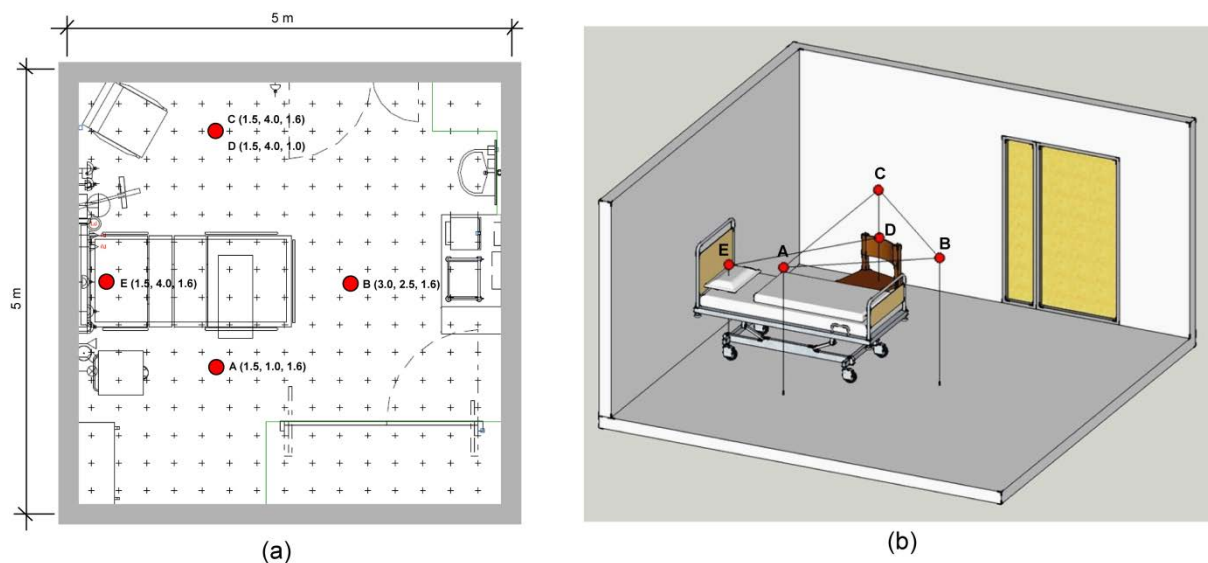 5 m
5 m
C (1.5, 4.0, 1.6)
D (1.5, 4.0, 1.0)
E (1.5, 4.0, 1.6)
B (3.0, 2.5, 1.6)
A (1.5, 1.0, 1.6)
(a)
C
D
B
E
A
(b)